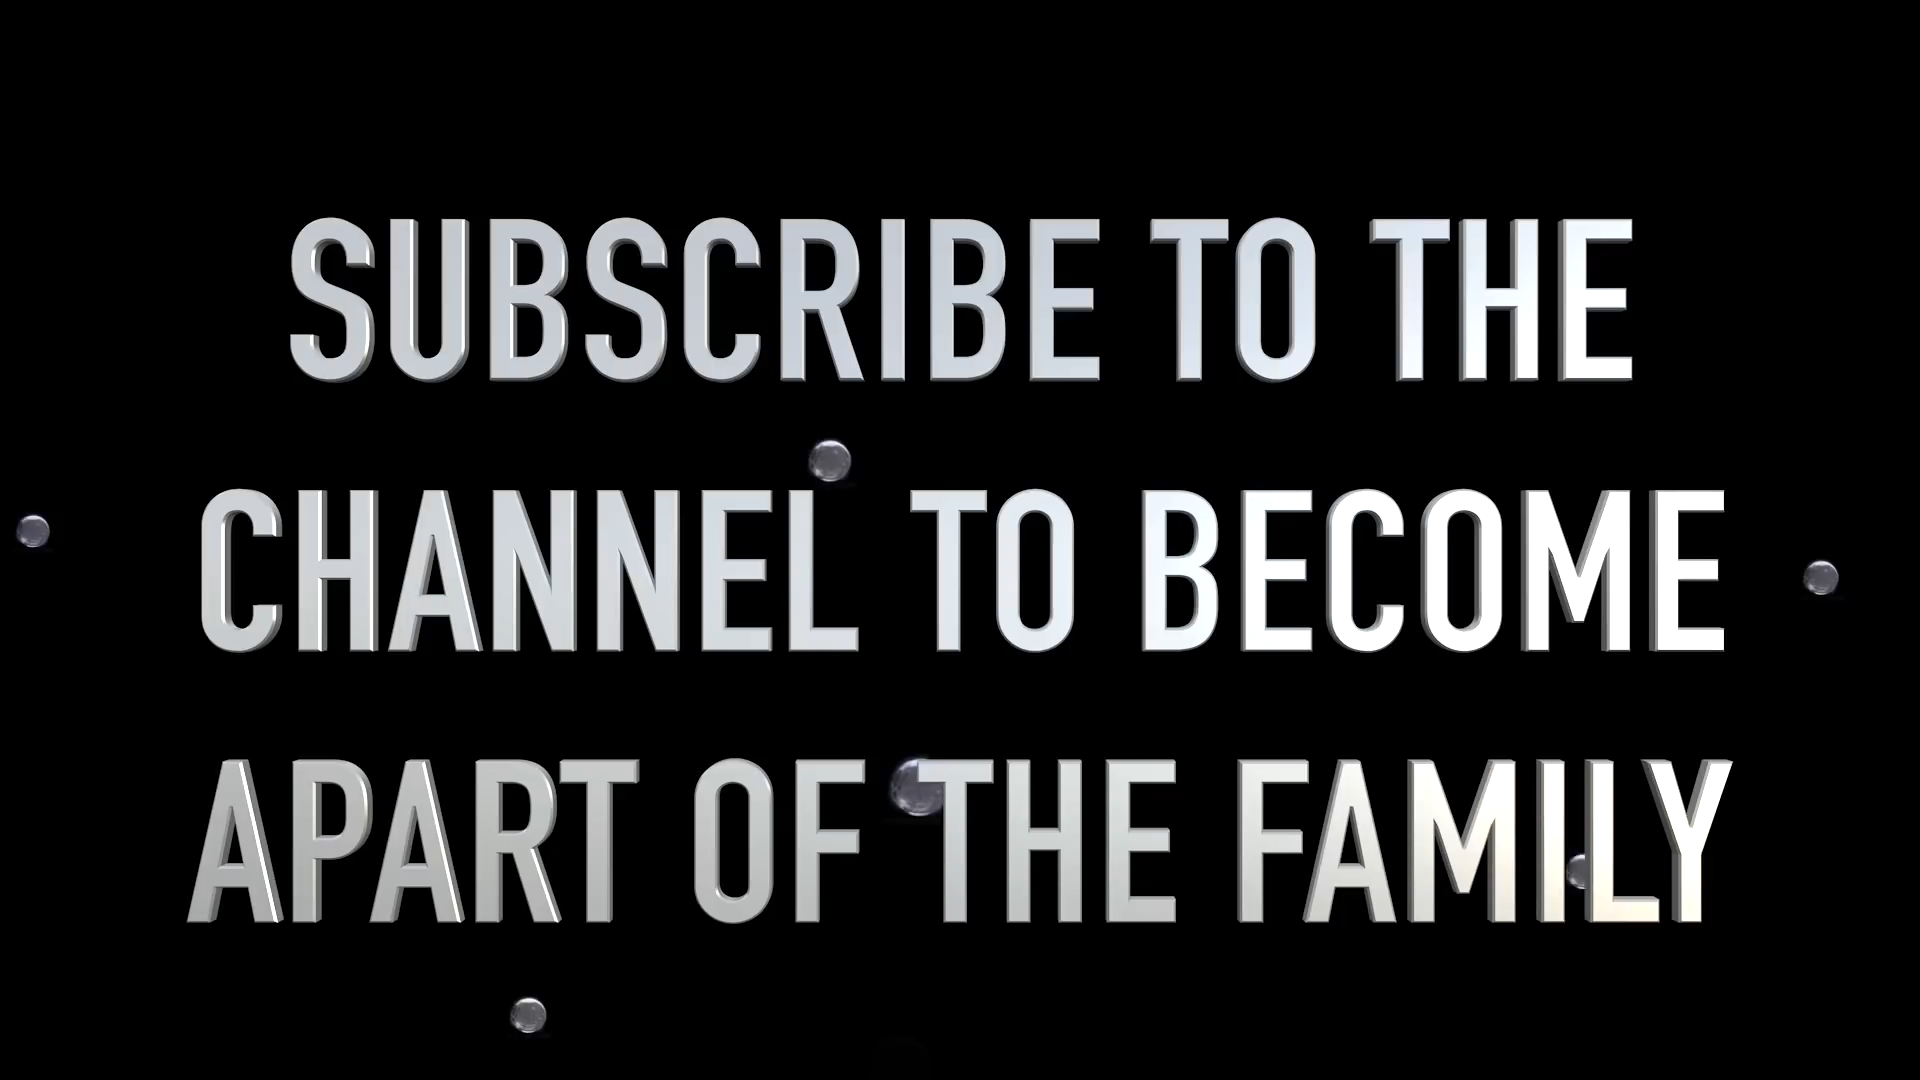 SUBSCRIBE TO THE
CHANNEL TO BECOME
APART OF THE FAMILY